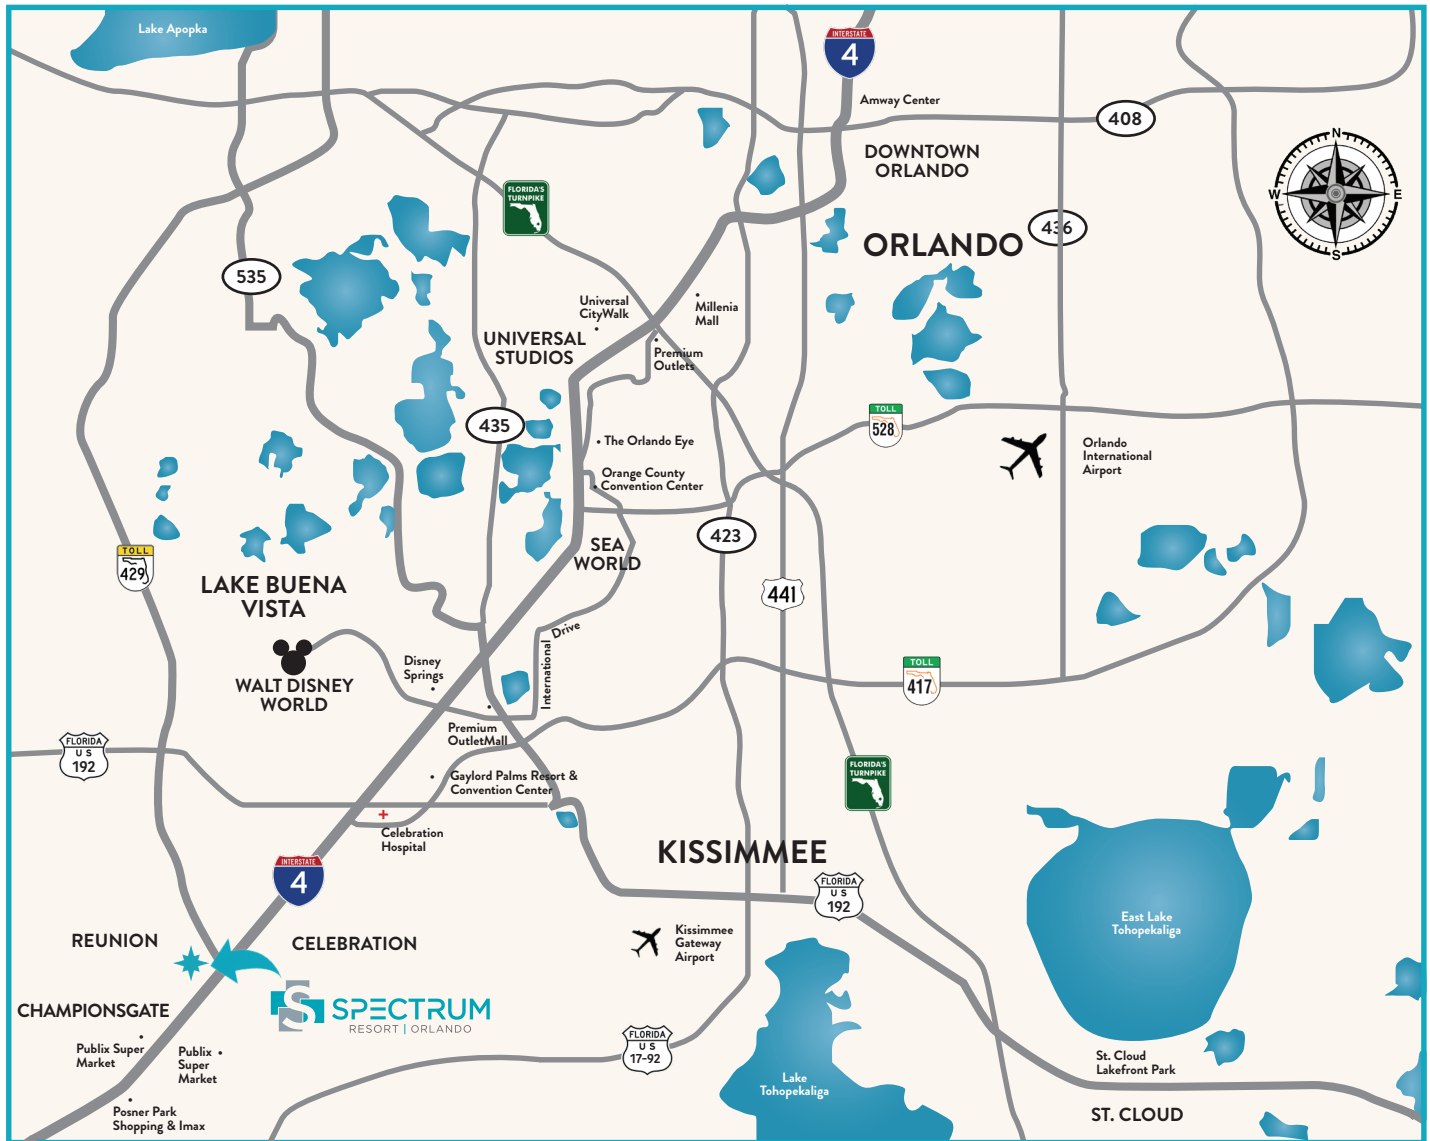 Lake Apopka
INTERSTATE
4
Amway Center
408
DOWNTOWN
ORLANDO
N
W
E
S
FLORIDA'S
TURNPIKE
436
ORLANDO
535
Universal
CityWalk
Millenia
Mall
UNIVERSAL
STUDIOS
Premium
Outlets
435
TOLL
528
The Orlando Eye
Orlando
International
Airport
Orange County
Convention Center
423
TOLL
429
SEA
WORLD
LAKE BUENA
VISTA
441
International
Drive
Disney
Springs
WALT DISNEY
WORLD
TOLL
417
Premium
OutletMall
FLORIDA
US
192
Gaylord Palms Resort &
Convention Center
FLORIDA'S
TURNPIKE
Celebration
Hospital
KISSIMMEE
INTERSTATE
4
FLORIDA
US
192
East Lake
Tohopekaliga
REUNION
CELEBRATION
Kissimmee
Gateway
Airport
CHAMPIONSGATE
S
SPECTRUM
RESORT | ORLANDO
Publix Super
Market
Publix
Super
Market
FLORIDA
US
17-92
St. Cloud
Lakefront Park
Lake
Tohopekaliga
Posner Park
Shopping & Imax
ST. CLOUD